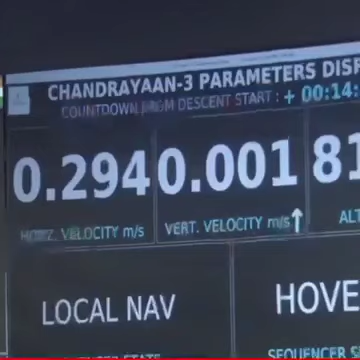 CHANDRAYAAN-3 PARAMETERS DISP
COUNTDOWN FROM DESCENT START : + 00:14:
0.294 0.001 81
HORZ. VELOCITY m/s VERT. VELOCITY m/s↑ ALT
LOCAL NAV HOVE
SEQUENCER S